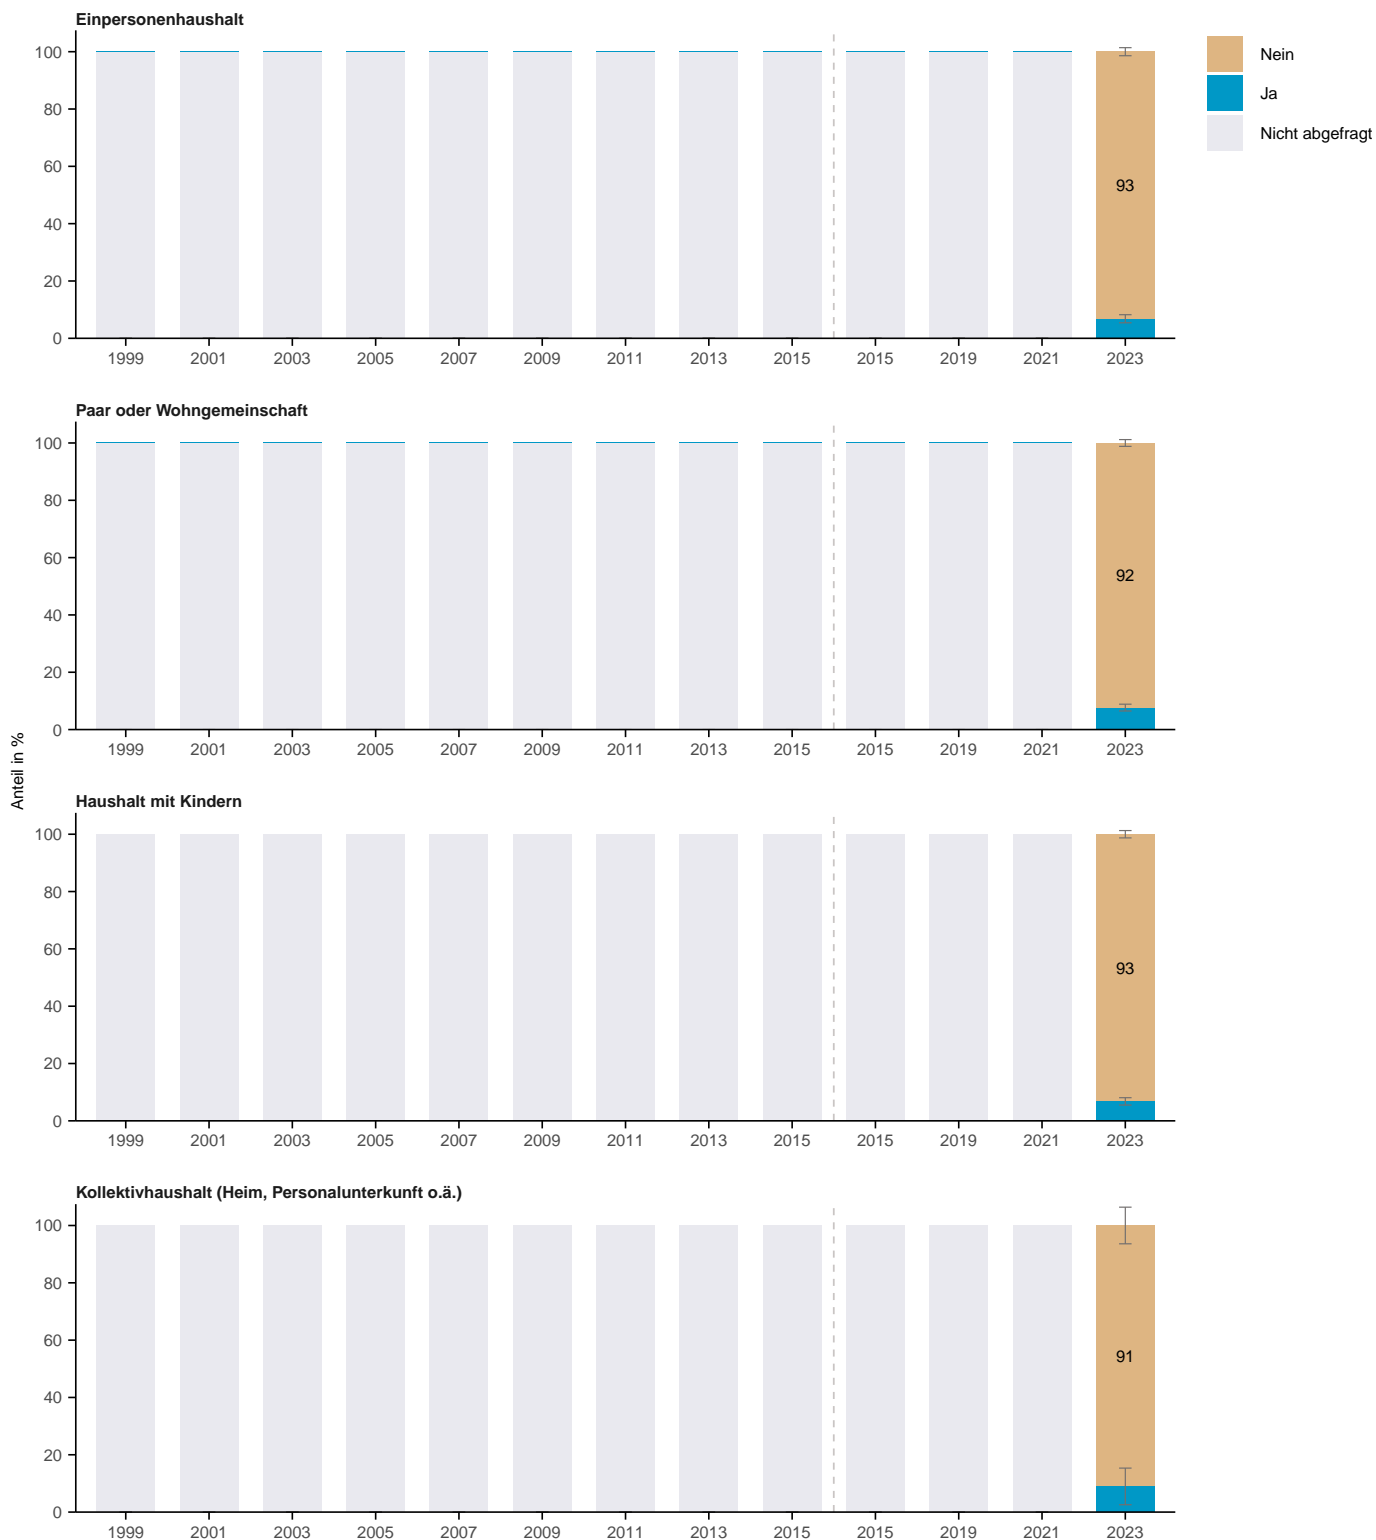 Einpersonenhaushalt
100
80
60
40
20
0
93
1999 2001 2003 2005 2007 2009 2011 2013 2015 2015 2019 2021 2023
Nein
Ja
Nicht abgefragt
Paar oder Wohngemeinschaft
100
80
60
40
20
0
92
1999 2001 2003 2005 2007 2009 2011 2013 2015 2015 2019 2021 2023
Anteil in %
Haushalt mit Kindern
100
80
60
40
20
0
93
1999 2001 2003 2005 2007 2009 2011 2013 2015 2015 2019 2021 2023
Kollektivhaushalt (Heim, Personalunterkunft o.ä.)
100
80
60
40
20
0
91
1999 2001 2003 2005 2007 2009 2011 2013 2015 2015 2019 2021 2023